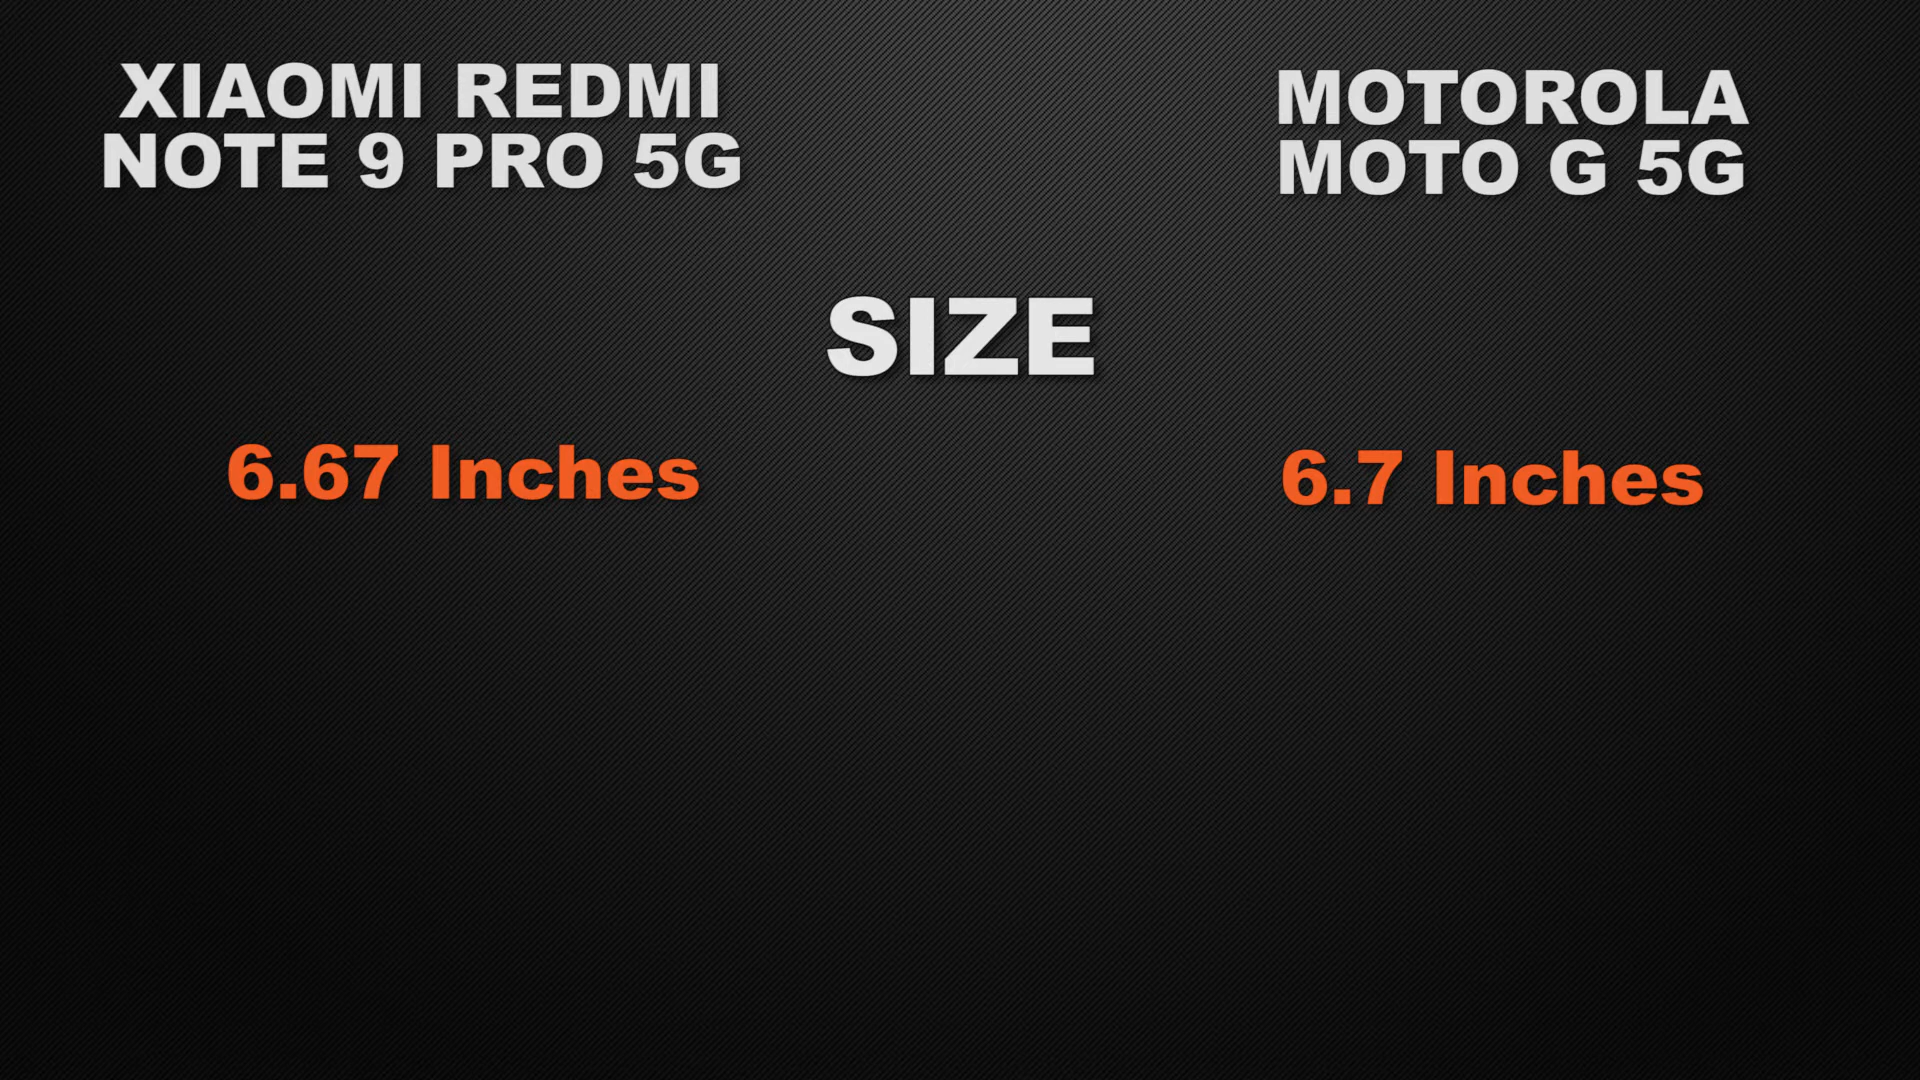 XIAOMI REDMI
NOTE 9 PRO 5G
MOTOROLA
MOTO G 5G
SIZE
6.67 Inches
6.7 Inches